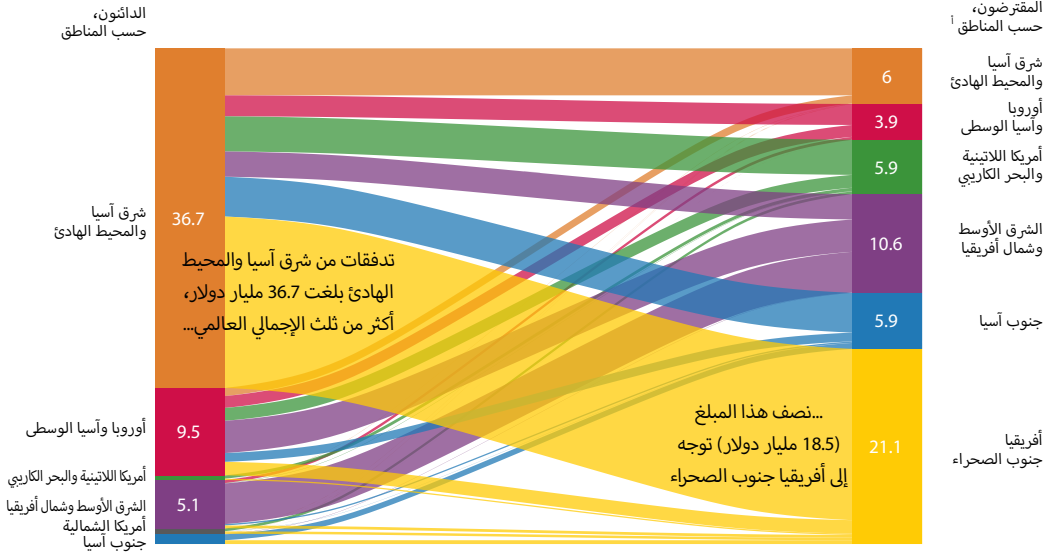 الدائنون،
حسب المناطق
المقترضون،
حسب المناطق أ
36.7
شرق آسيا
والمحيط الهادئ
9.5
أوروبا وآسيا الوسطى
أمريكا اللاتينية والبحر الكاريبي
5.1
الشرق الأوسط وشمال أفريقيا
أمريكا الشمالية
جنوب آسيا
تدفقات من شرق آسيا والمحيط
الهادئ بلغت 36.7 مليار دولار،
أكثر من ثلث الإجمالي العالمي...
...نصف هذا المبلغ
(18.5 مليار دولار) توجه
إلى أفريقيا جنوب الصحراء
6
شرق آسيا
والمحيط الهادئ
3.9
أوروبا
وآسيا الوسطى
5.9
أمريكا اللاتينية
والبحر الكاريبي
10.6
الشرق الأوسط
وشمال أفريقيا
5.9
جنوب آسيا
21.1
أفريقيا
جنوب الصحراء